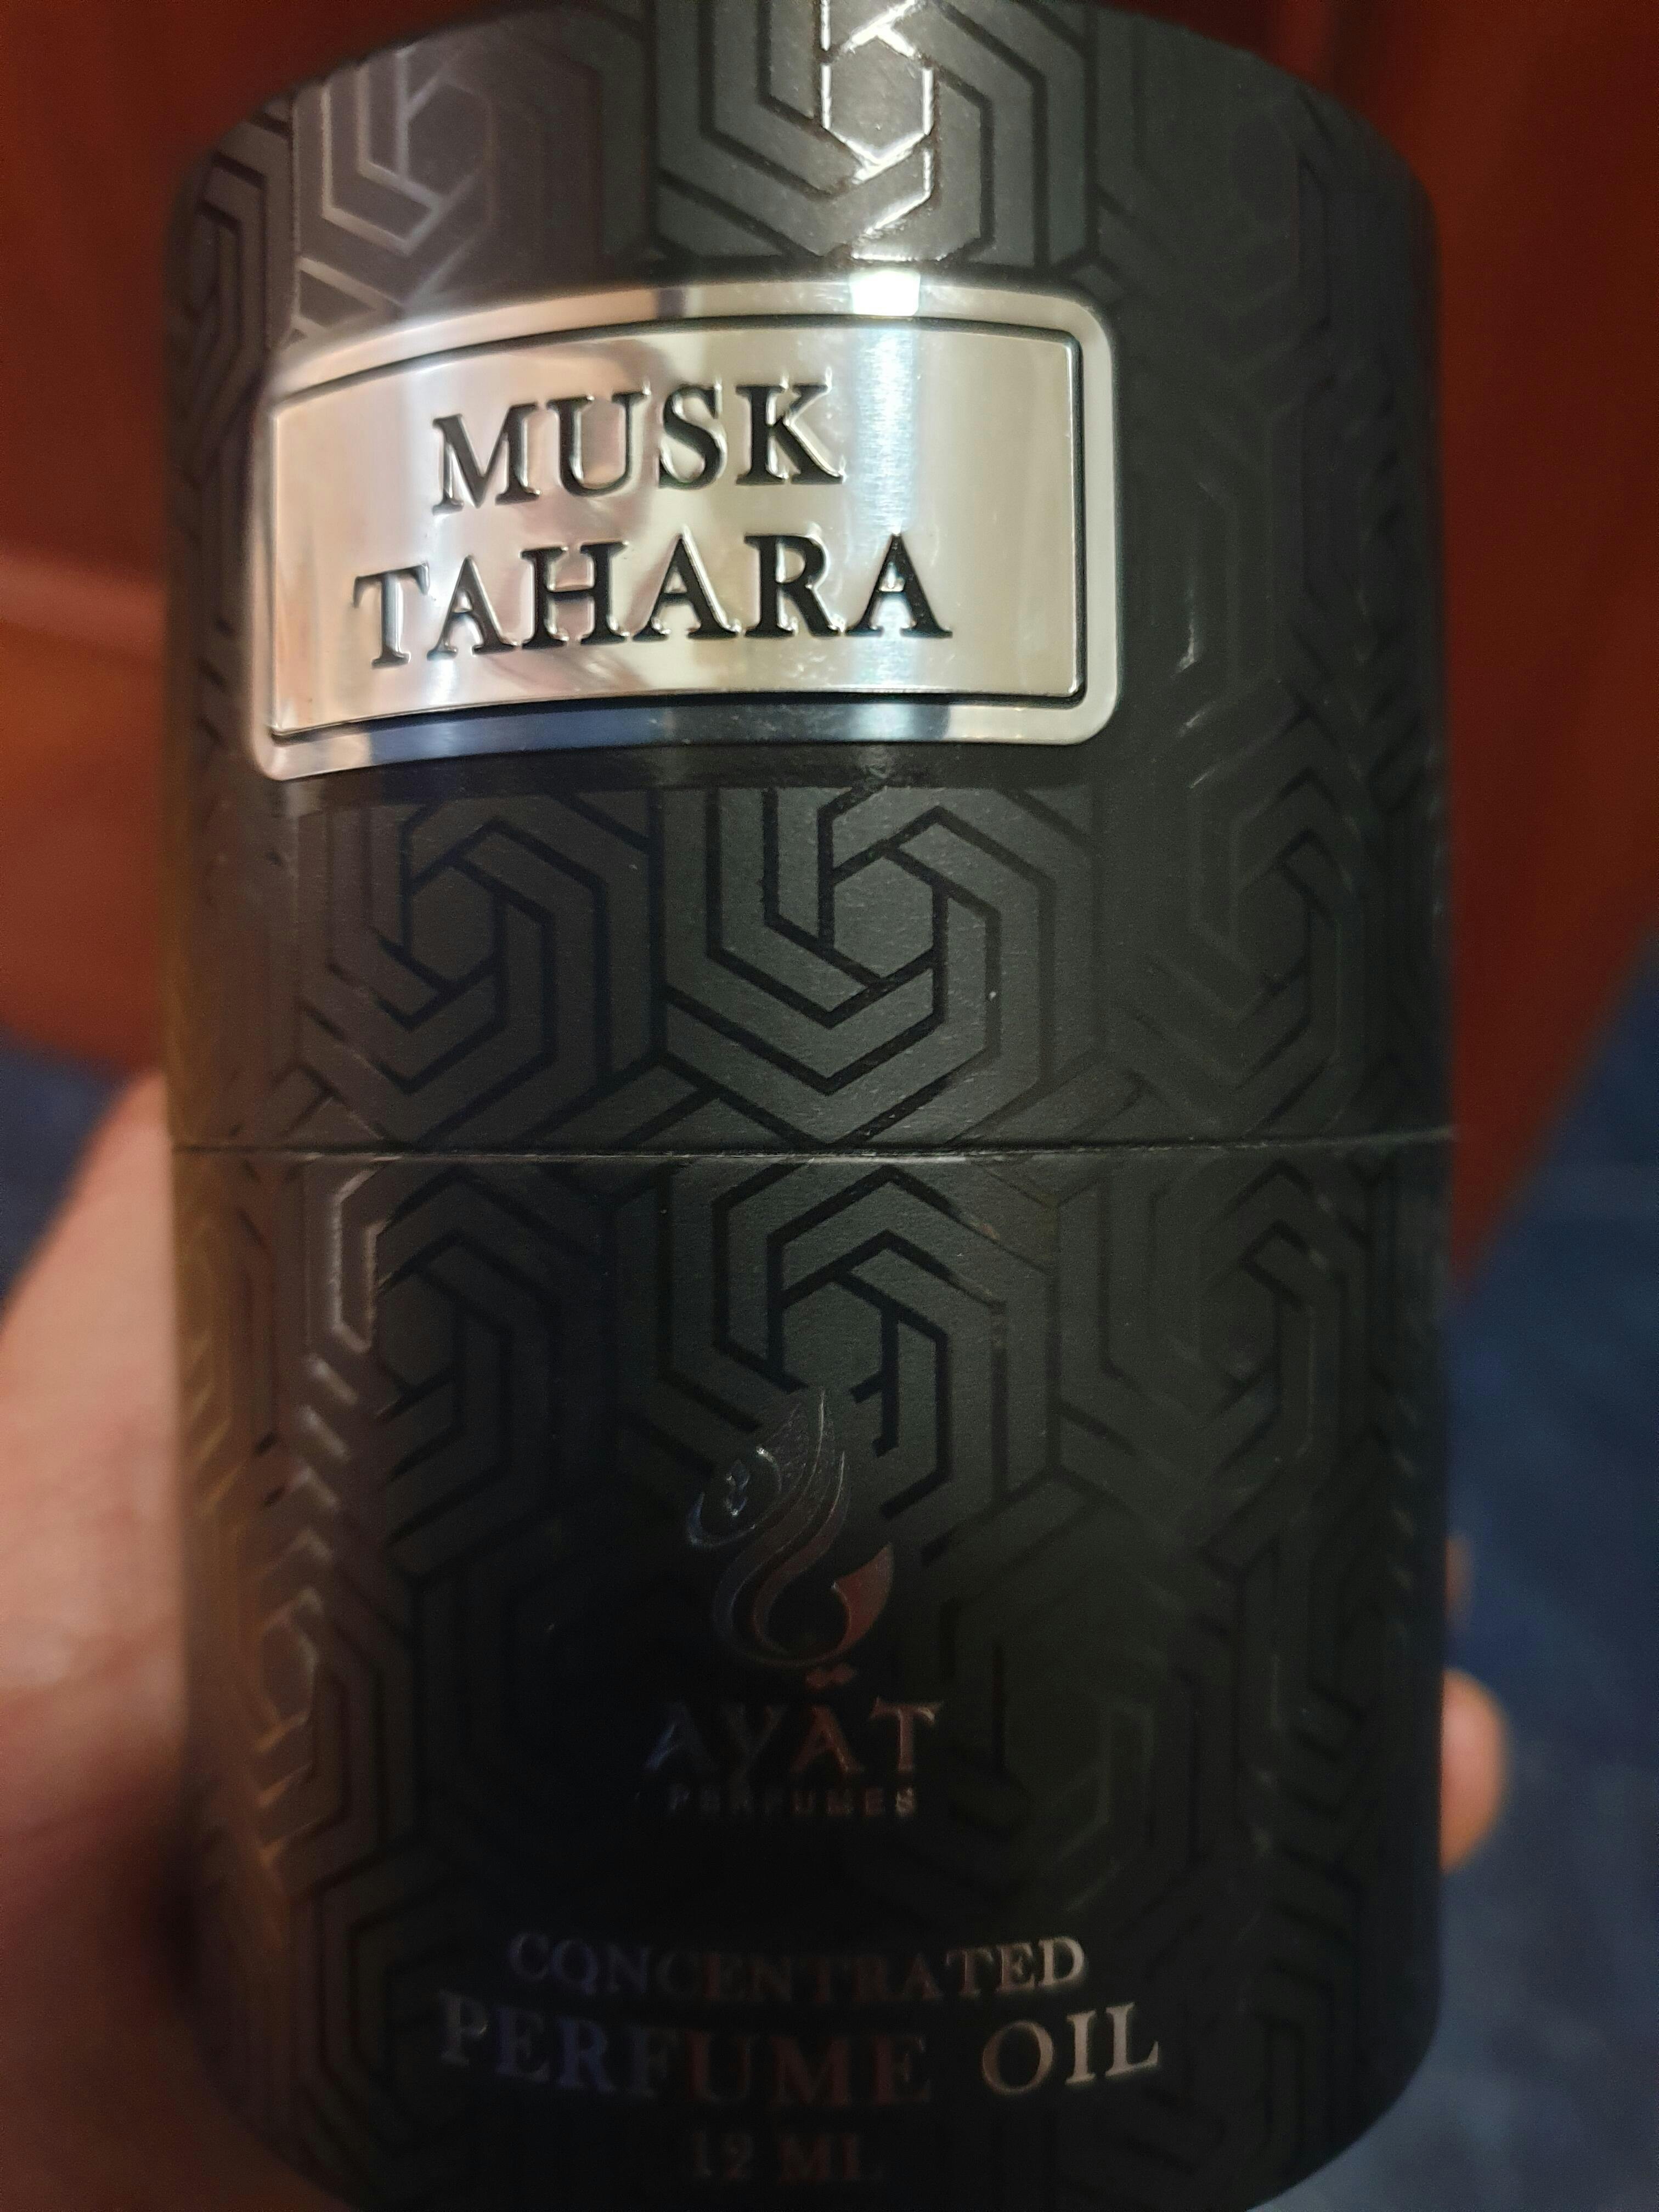 MUSK
TAHARA
AYAT
PERFUMES
CONCENTRATED
PERFUME OIL
12 ML